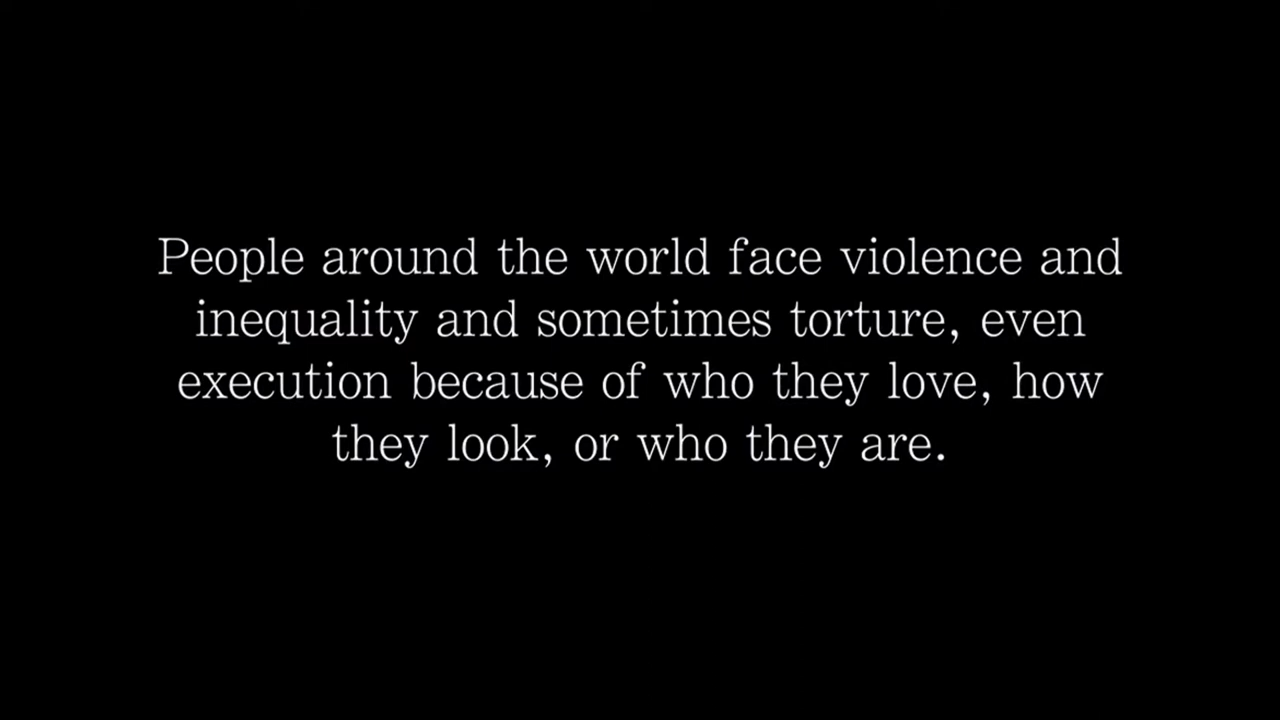 People around the world face violence and
inequality and sometimes torture, even
execution because of who they love, how
they look, or who they are.